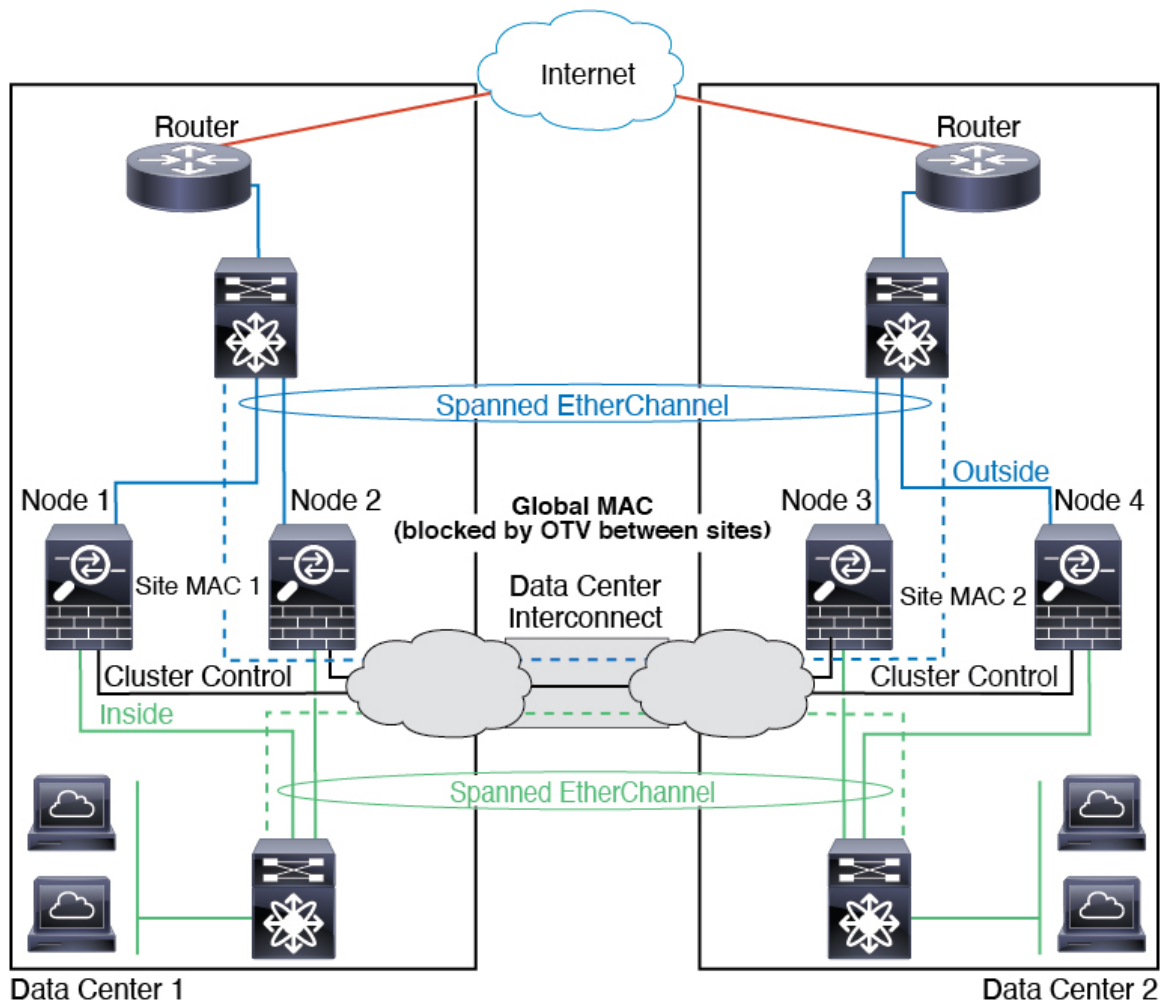 Internet
Router
Router
Spanned EtherChannel
Outside
Node 1
Node 2
Global MAC
(blocked by OTV between sites)
Node 3
Node 4
Site MAC 1
Data Center
Interconnect
Site MAC 2
Cluster Control
Cluster Control
Inside
Spanned EtherChannel
Data Center 1
Data Center 2